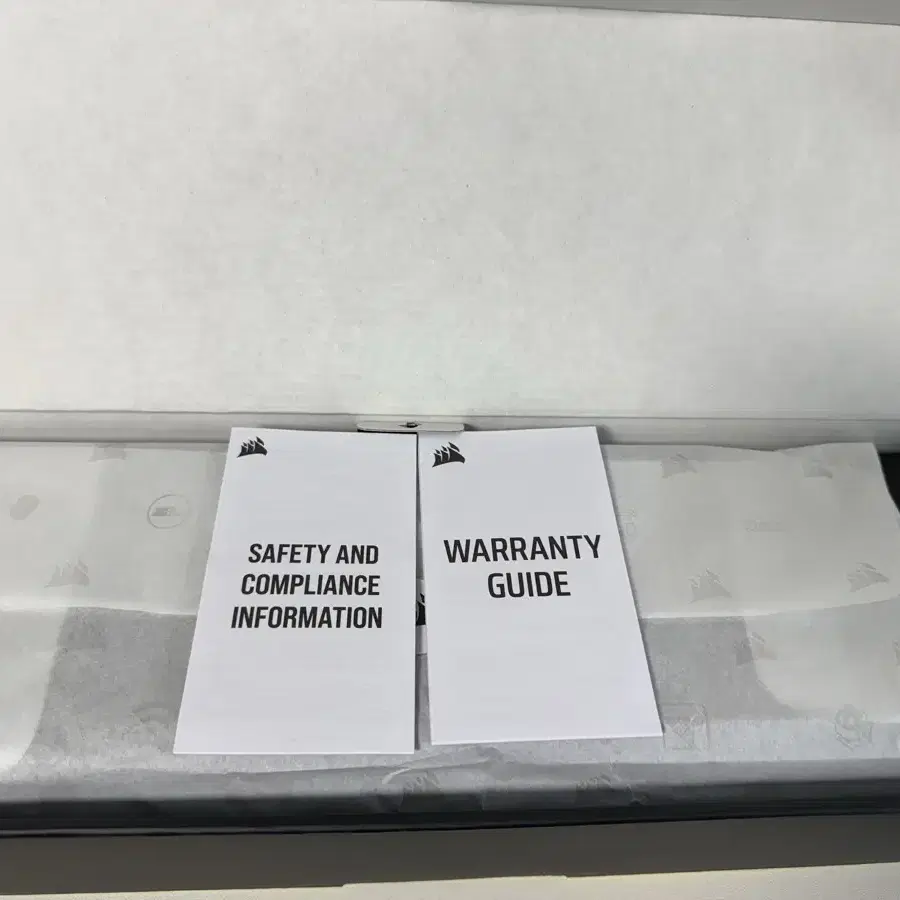 SAFETY AND
COMPLIANCE
INFORMATION
WARRANTY
GUIDE